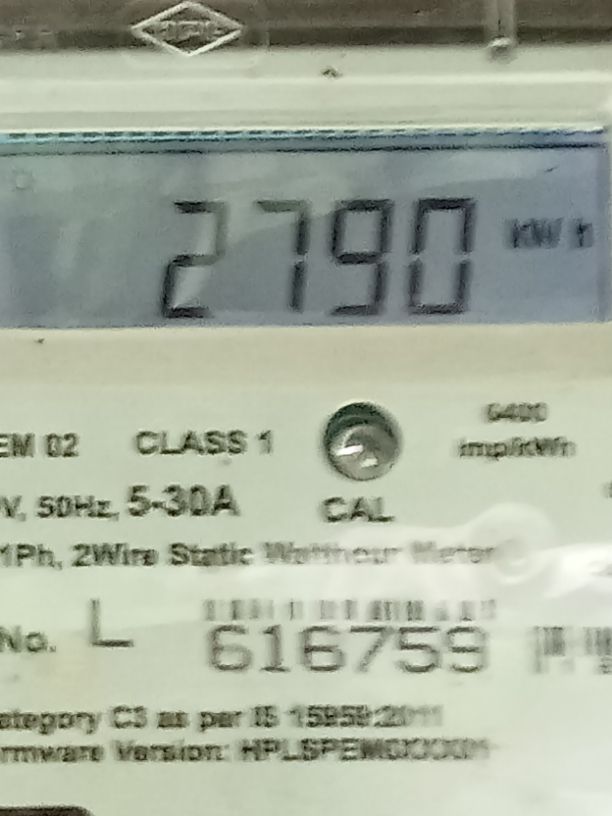 2790 kWh
EM 02 CLASS 1
6400
imp/kWh
V, 50Hz, 5-30A CAL
1Ph, 2Wire Static Watthour Meter
No. L 616759
ategory C3 as per IS 15959:2011
rmware Version: